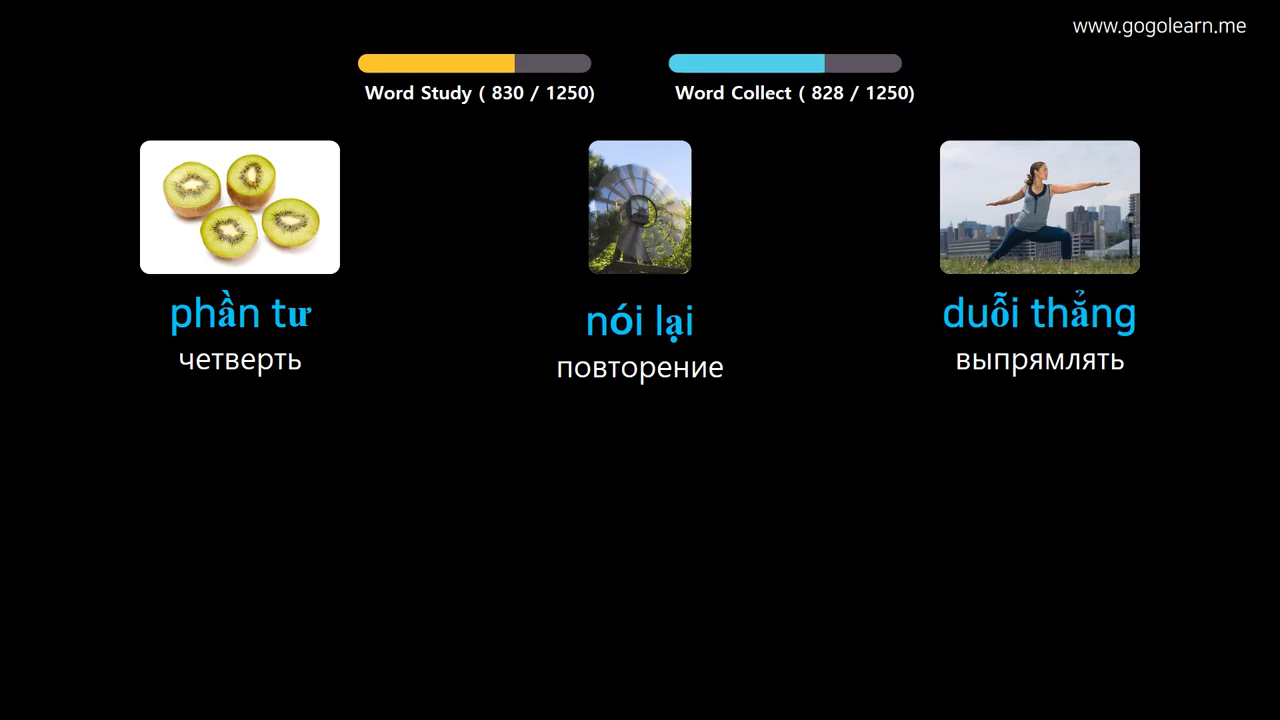 www.gogolearn.me
Word Study ( 830 / 1250)
Word Collect ( 828 / 1250)
phần tư
четверть
nói lại
повторение
duỗi thẳng
выпрямлять